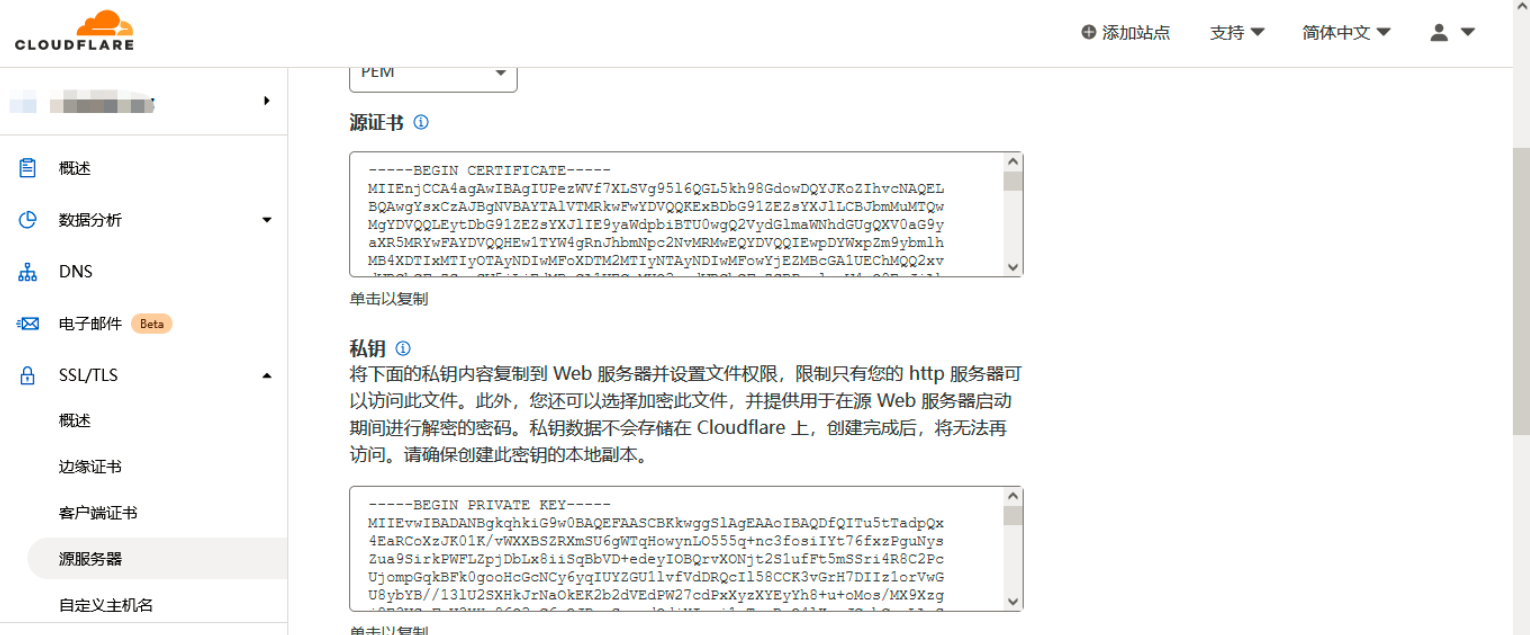 CLOUDFLARE
添加站点 支持 简体中文
PEM
源证书
-----BEGIN CERTIFICATE-----
MIIEnjCCA4agAwIBAgIUPezWVf7XLSVg95l6QGL5kh98GdowDQYJKoZIhvcNAQEL
BQAwgYsxCzAJBgNVBAYTAlVTMRkwFwYDVQQKExBDbG91ZEZsYXJlLCBJbmMuMTQw
MgYDVQQLEytDbG91ZEZsYXJlIE9yaWdpbiBTU0wgQ2VydGlmaWNhdGUgQXV0aG9y
aXR5MRYwFAYDVQQHEw1TYW4gRnJhbmNpc2NvMRMwEQYDVQQIEwpDYWxpZm9ybmlh
MB4XDTIxMTIyOTAyNDIwMFoXDTM2MTIyNTAyNDIwMFowYjEZMBcGA1UEChMQQ2xv
单击以复制
私钥
将下面的私钥内容复制到 Web 服务器并设置文件权限，限制只有您的 http 服务器可
以访问此文件。此外，您还可以选择加密此文件，并提供用于在源 Web 服务器启动
期间进行解密的密码。私钥数据不会存储在 Cloudflare 上，创建完成后，将无法再
访问。请确保创建此密钥的本地副本。
-----BEGIN PRIVATE KEY-----
MIIEvwIBADANBgkqhkiG9w0BAQEFAASCBKkwggSlAgEAAoIBAQDfQITu5tTadpQx
4EaRCoXzJK01K/vWXXBSZRXmSU6gWTqHowynLO555q+nc3fosiIYt76fxzPguNys
Zua9SirkPWFLZpjDbLx8iiSqBbVD+edeyIOBQrvXONjt2S1ufFt5mSSri4R8C2Pc
UjompGqkBFk0gooHcGcNCy6yqIUYZGU1lvfVdDRQcIl58CCK3vGrH7DIIz1orVwG
U8ybYB//13lU2SXHkJrNaOkEK2b2dVEdPW27cdPxXyzXYEyYh8+u+oMos/MX9Xzg
单击以复制
概述
数据分析
DNS
电子邮件 Beta
SSL/TLS
概述
边缘证书
客户端证书
源服务器
自定义主机名